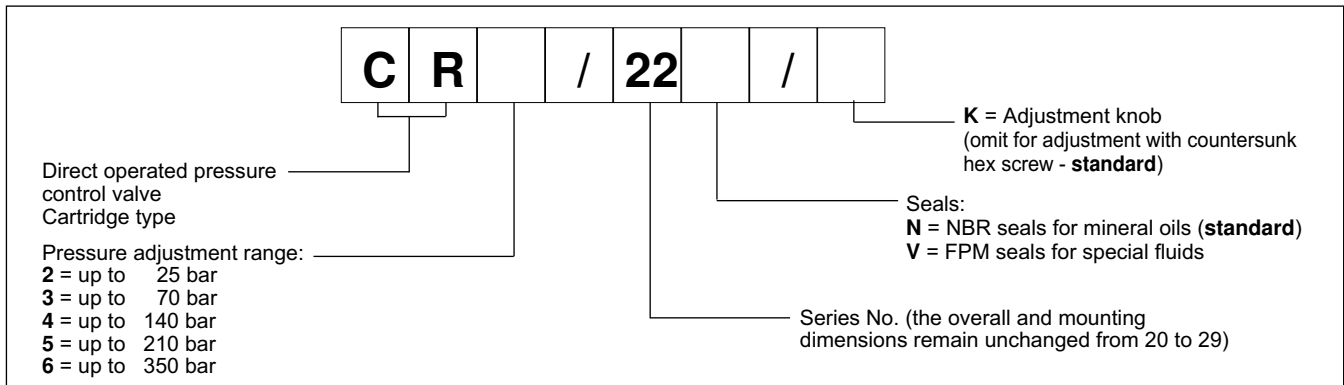 C R / 22 /
K = Adjustment knob
(omit for adjustment with countersunk
hex screw - standard)
Direct operated pressure
control valve
Cartridge type
Seals:
N = NBR seals for mineral oils (standard)
V = FPM seals for special fluids
Pressure adjustment range:
2 = up to 25 bar
3 = up to 70 bar
4 = up to 140 bar
5 = up to 210 bar
6 = up to 350 bar
Series No. (the overall and mounting
dimensions remain unchanged from 20 to 29)